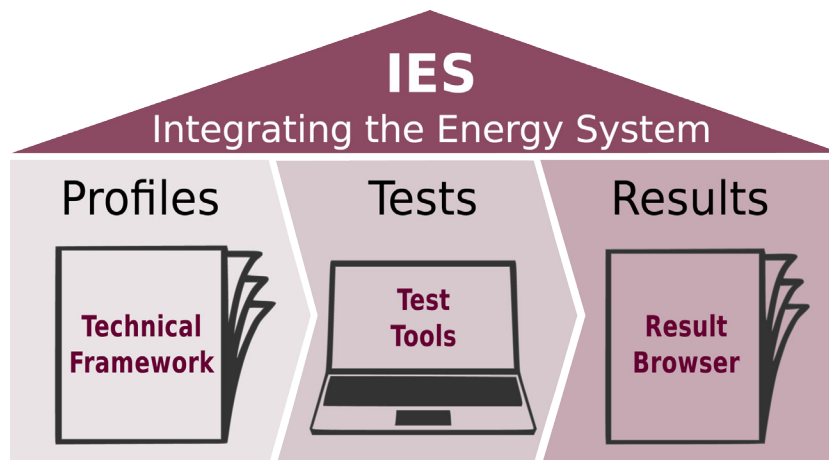 IES
Integrating the Energy System
Profiles
Technical
Framework
Tests
Test
Tools
Results
Result
Browser